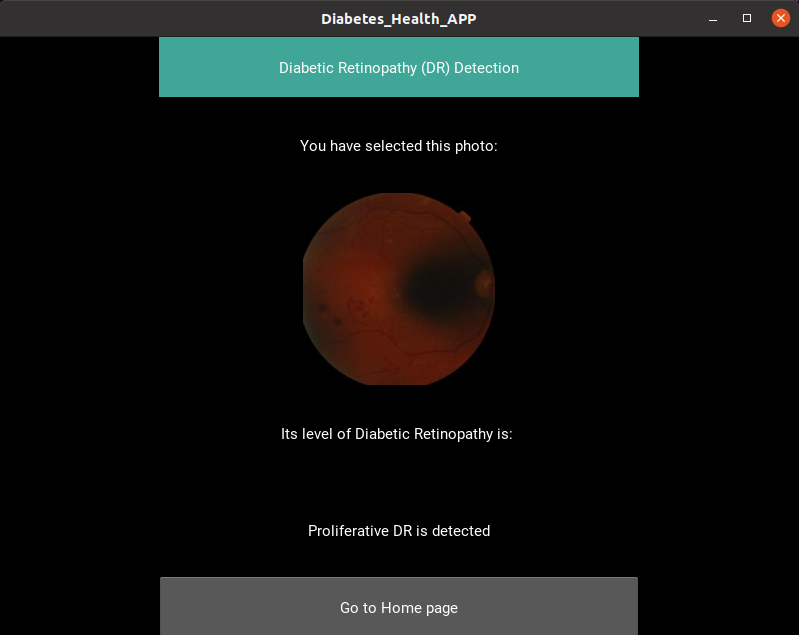 Diabetes_Health_APP
Diabetic Retinopathy (DR) Detection
You have selected this photo:
Its level of Diabetic Retinopathy is:
Proliferative DR is detected
Go to Home page